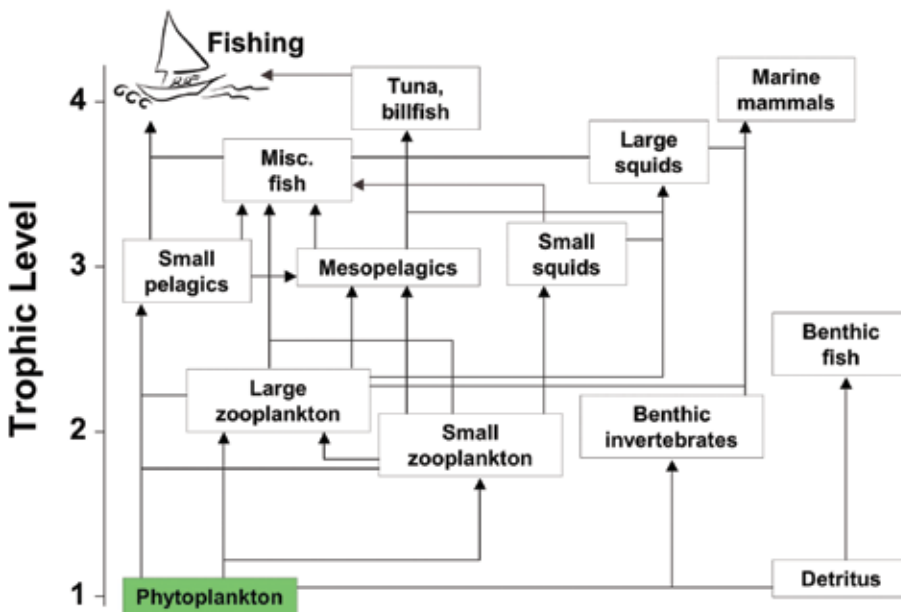 Fishing
Trophic Level
4
3
2
1
Tuna,
billfish
Marine
mammals
Misc.
fish
Large
squids
Small
pelagics
Mesopelagics
Small
squids
Benthic
fish
Large
zooplankton
Small
zooplankton
Benthic
invertebrates
Phytoplankton
Detritus